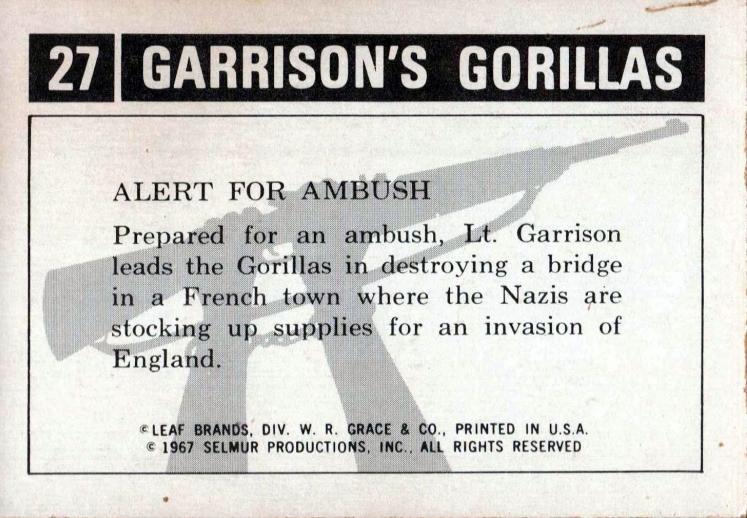 27 GARRISON'S GORILLAS
ALERT FOR AMBUSH
Prepared for an ambush, Lt. Garrison
leads the Gorillas in destroying a bridge
in a French town where the Nazis are
stocking up supplies for an invasion of
England.
© LEAF BRANDS, DIV. W. R. GRACE & CO., PRINTED IN U.S.A.
© 1967 SELMUR PRODUCTIONS, INC., ALL RIGHTS RESERVED